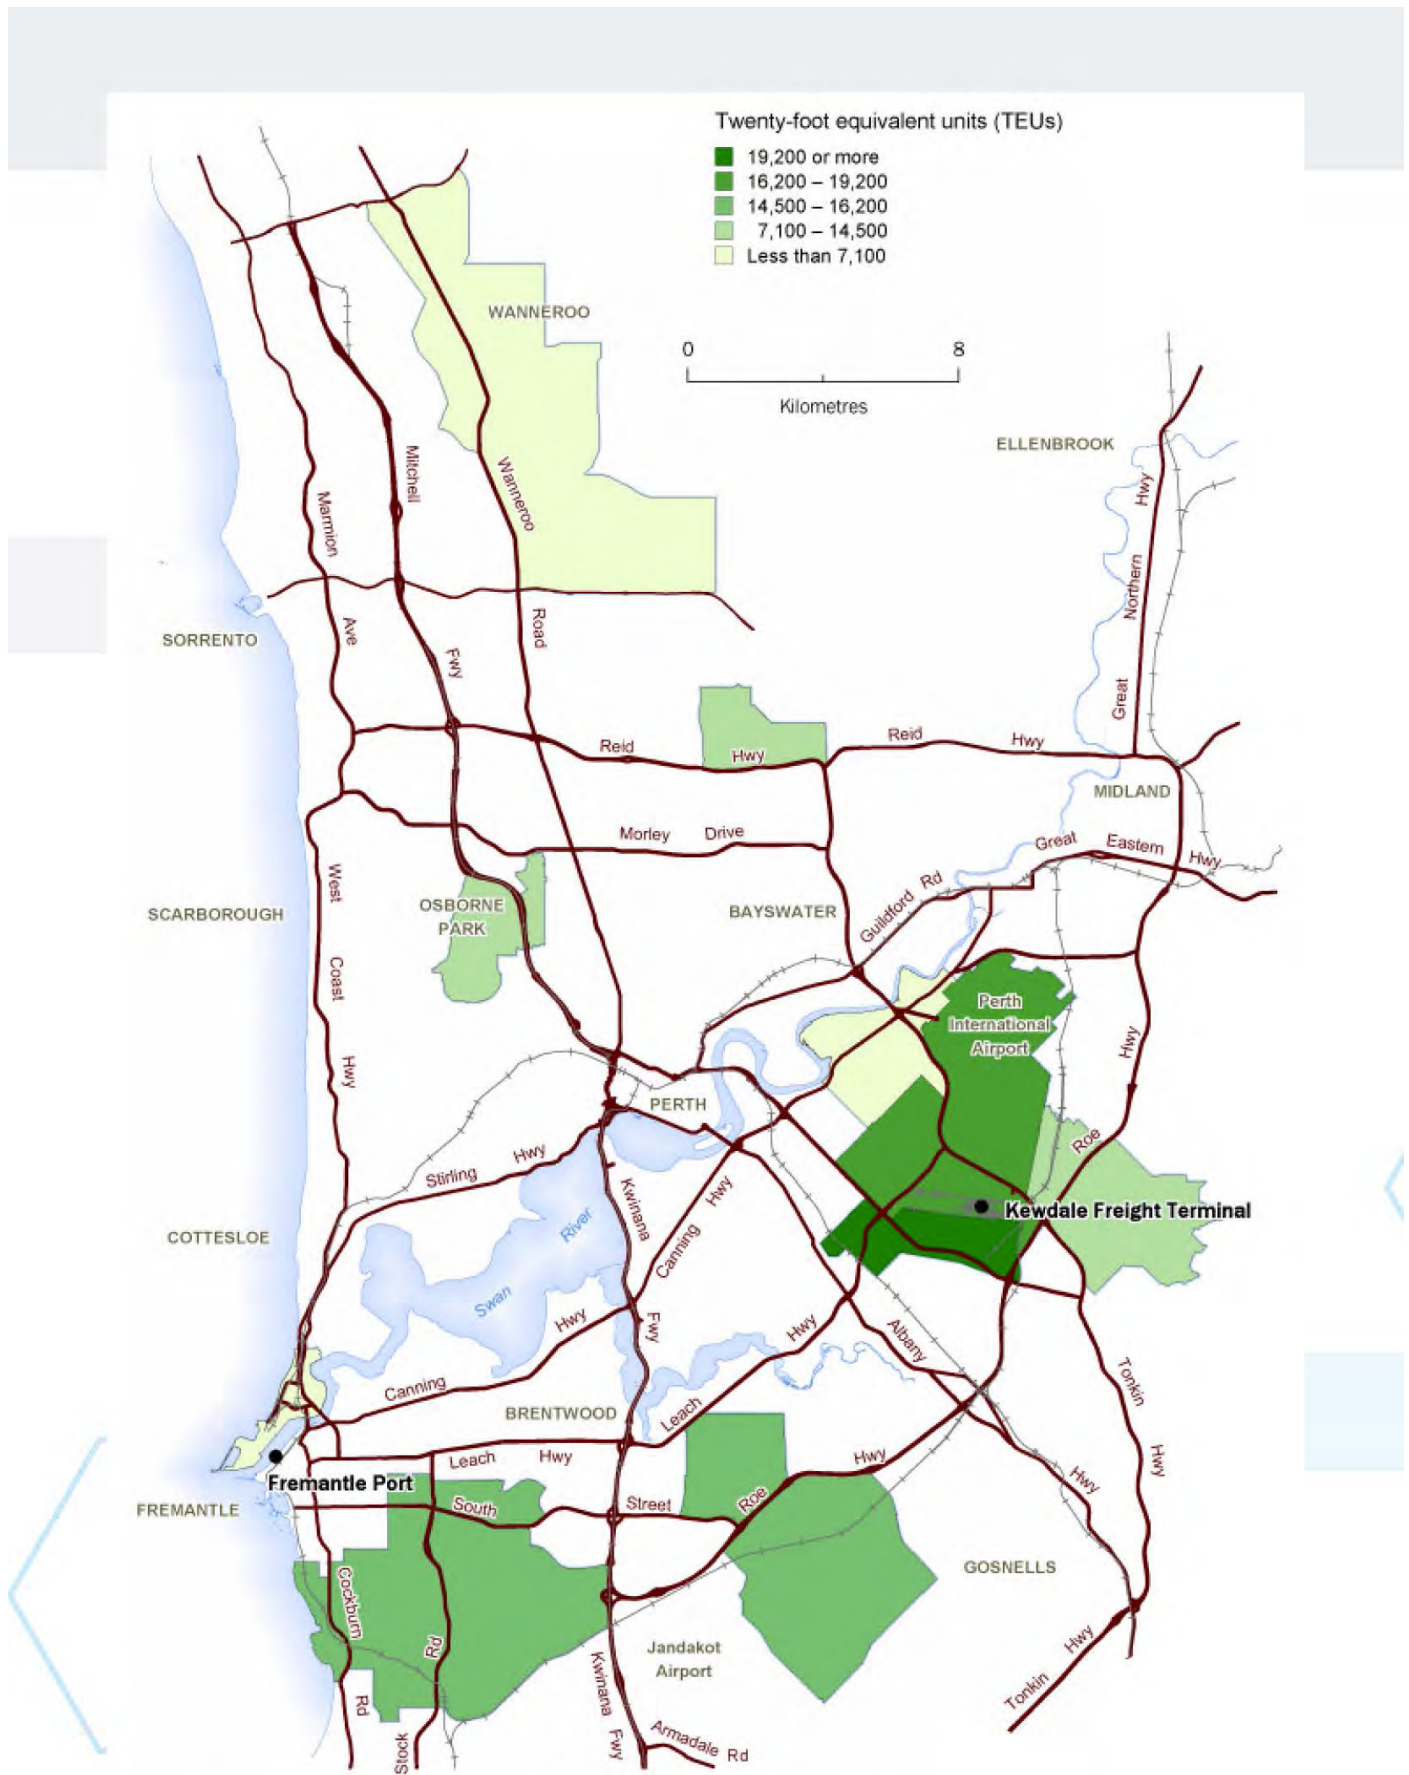 Twenty-foot equivalent units (TEUs)
19,200 or more
16,200 – 19,200
14,500 – 16,200
7,100 – 14,500
Less than 7,100
0 8
Kilometres
WANNEROO
ELLENBROOK
Mitchell
Fwy
Wanneroo
Road
Marmion
Ave
Great
Northern
Hwy
SORRENTO
Reid
Hwy
Reid
Hwy
MIDLAND
Morley Drive
Great
Eastern
Hwy
West
Coast
Hwy
OSBORNE
PARK
SCARBOROUGH
BAYSWATER
Guildford Rd
Perth
International
Airport
Hwy
Roe
PERTH
Stirling
Hwy
Kwinana
Fwy
Canning
Hwy
Kewdale Freight Terminal
COTTESLOE
Swan
River
Hwy
Canning
Hwy
Leach
Albany
Hwy
Tonkin
Hwy
BRENTWOOD
Leach
Hwy
Fremantle Port
FREMANTLE
South
Street
Roe
Hwy
GOSNELLS
Cockburn
Rd
Stock
Rd
Jandakot
Airport
Kwinana
Fwy
Armadale Rd
Tonkin
Hwy